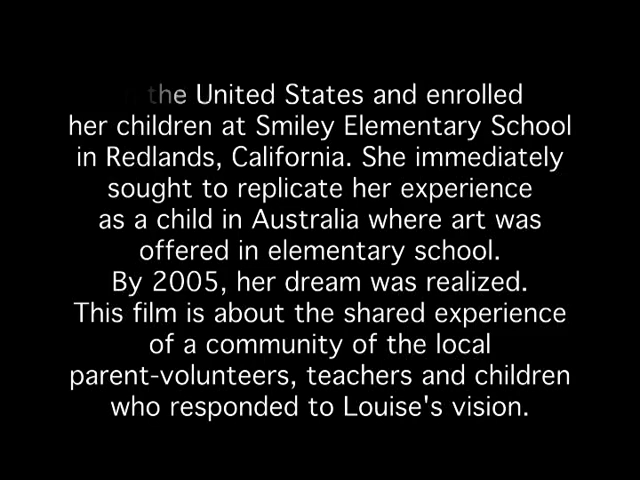 the United States and enrolled
her children at Smiley Elementary School
in Redlands, California. She immediately
sought to replicate her experience
as a child in Australia where art was
offered in elementary school.
By 2005, her dream was realized.
This film is about the shared experience
of a community of the local
parent-volunteers, teachers and children
who responded to Louise's vision.